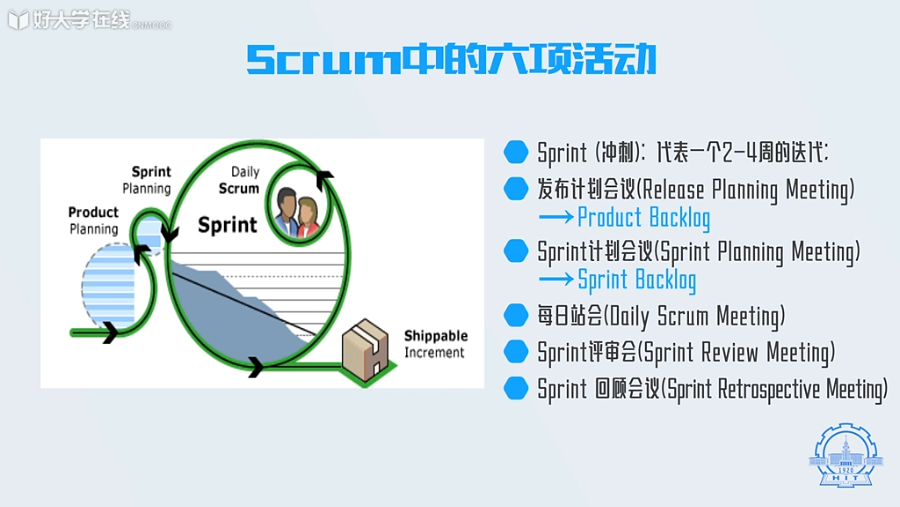 好大学在线
CNMOOC
Scrum中的六项活动
Sprint
Planning
Product
Planning
Daily
Scrum
Sprint
Shippable
Increment
Sprint (冲刺): 代表一个2-4周的迭代;
发布计划会议(Release Planning Meeting)
→Product Backlog
Sprint计划会议(Sprint Planning Meeting)
→Sprint Backlog
每日站会(Daily Scrum Meeting)
Sprint评审会(Sprint Review Meeting)
Sprint 回顾会议(Sprint Retrospective Meeting)
1920
HIT